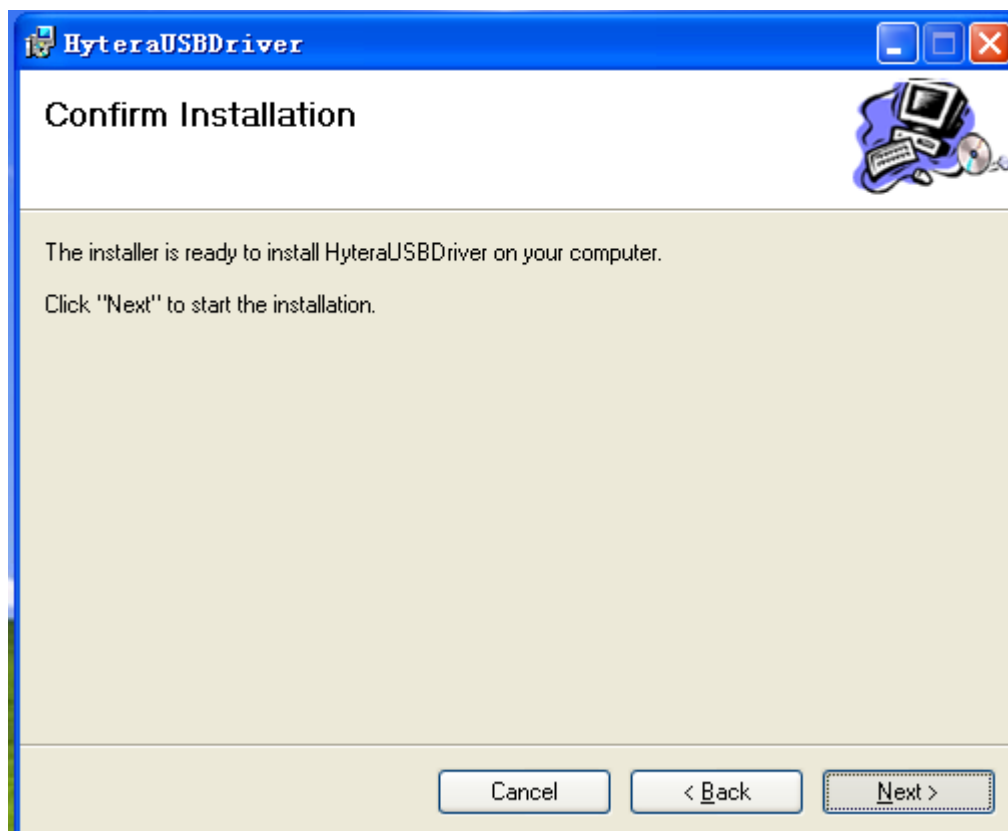 HyteraUSBDriver
Confirm Installation
The installer is ready to install HyteraUSBDriver on your computer.
Click "Next" to start the installation.
Cancel
< Back
Next >